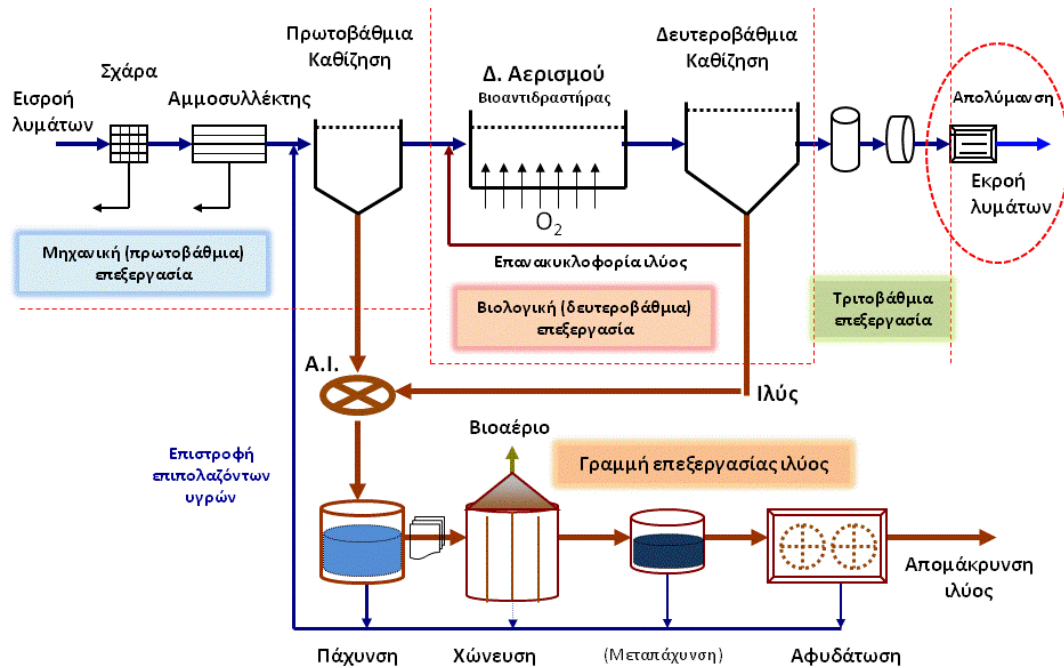 Πρωτοβάθμια
Καθίζηση
Δευτεροβάθμια
Καθίζηση
Σχάρα
Δ. Αερισμού
Βιοαντιδραστήρας
Εισροή
λυμάτων
Αμμοσυλλέκτης
Απολύμανση
Εκροή
λυμάτων
O2
Μηχανική (πρωτοβάθμια)
επεξεργασία
Επανακυκλοφορία ιλύος
Βιολογική (δευτεροβάθμια)
επεξεργασία
Τριτοβάθμια
επεξεργασία
Α.Ι.
Ιλύς
Βιοαέριο
Γραμμή επεξεργασίας ιλύος
Επιστροφή
επιπολαζόντων
υγρών
Απομάκρυνση
ιλύος
Πάχυνση
Χώνευση
(Μεταπάχυνση)
Αφυδάτωση